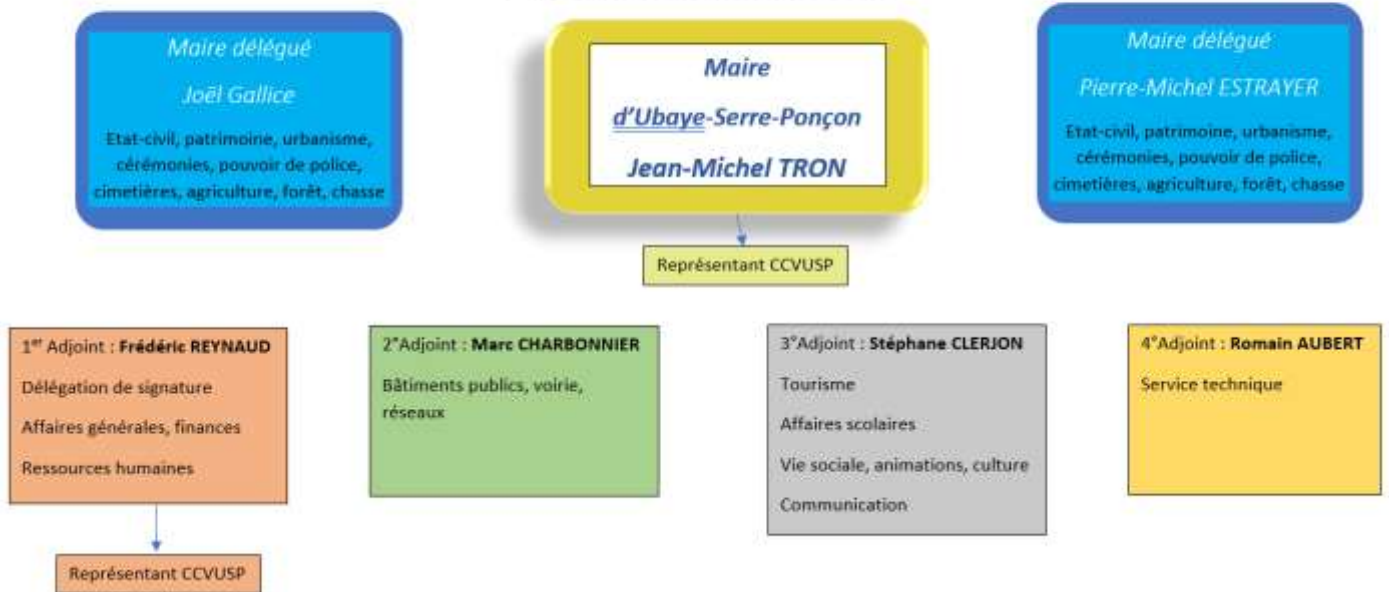 Maire délégué
Joël Gallice
Etat-civil, patrimoine, urbanisme,
cérémonies, pouvoir de police,
cimetières, agriculture, forêt, chasse
Maire
d'Ubaye-Serre-Ponçon
Jean-Michel TRON
Représentant CCVUSP
Maire délégué
Pierre-Michel ESTRAYER
Etat-civil, patrimoine, urbanisme,
cérémonies, pouvoir de police,
cimetières, agriculture, forêt, chasse
1er Adjoint : Frédéric REYNAUD
Délégation de signature
Affaires générales, finances
Ressources humaines
Représentant CCVUSP
2°Adjoint : Marc CHARBONNIER
Bâtiments publics, voirie,
réseaux
3°Adjoint : Stéphane CLERJON
Tourisme
Affaires scolaires
Vie sociale, animations, culture
Communication
4°Adjoint : Romain AUBERT
Service technique